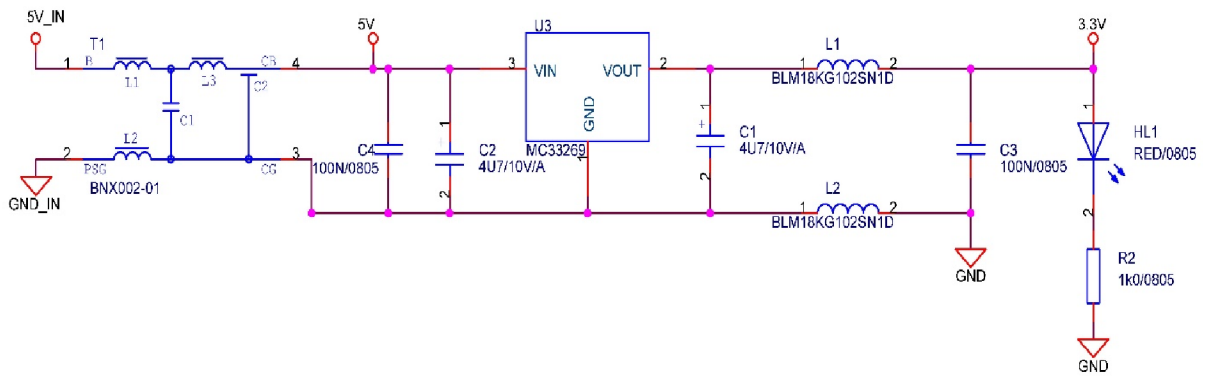 5V_IN
T1
1
B
L1
L3
CB
4
C2
C1
L2
2
PSG
3
CG
BNX002-01
GND_IN
5V
C4
100N/0805
1
+
C2
4U7/10V/A
2
U3
3
VIN
VOUT
2
GND
MC33269
1
1
+
C1
4U7/10V/A
2
L1
1
2
BLM18KG102SN1D
L2
1
2
BLM18KG102SN1D
C3
100N/0805
GND
3.3V
1
HL1
RED/0805
2
R2
1k0/0805
GND